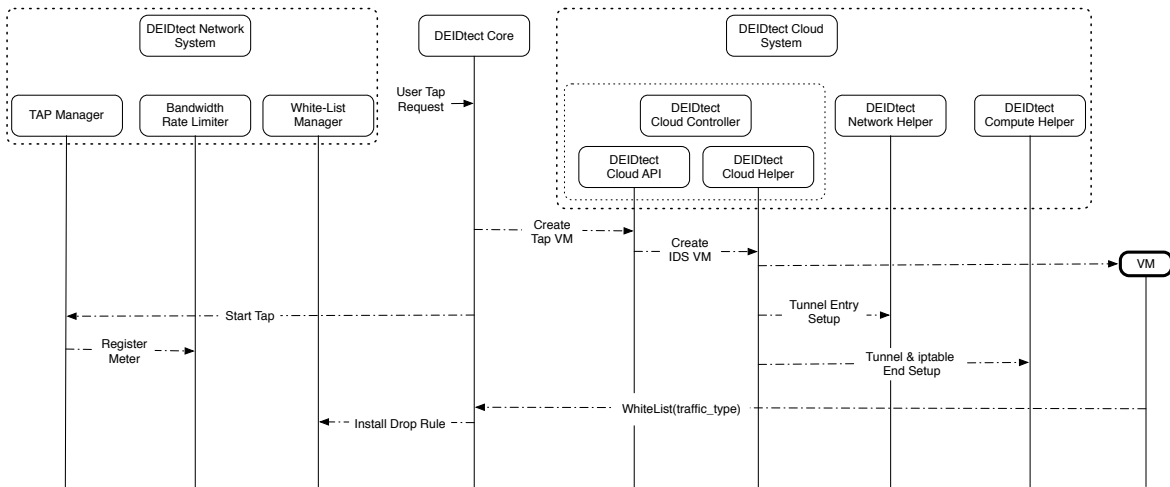 DEIDtect Network
System
DEIDtect Core
DEIDtect Cloud
System
User Tap
Request
TAP Manager
Bandwidth
Rate Limiter
White-List
Manager
DEIDtect
Cloud Controller
DEIDtect
Network Helper
DEIDtect
Compute Helper
DEIDtect
Cloud API
DEIDtect
Cloud Helper
Create
Tap VM
Create
IDS VM
VM
Start Tap
Tunnel Entry
Setup
Register
Meter
Tunnel & iptable
End Setup
WhiteList(traffic_type)
Install Drop Rule